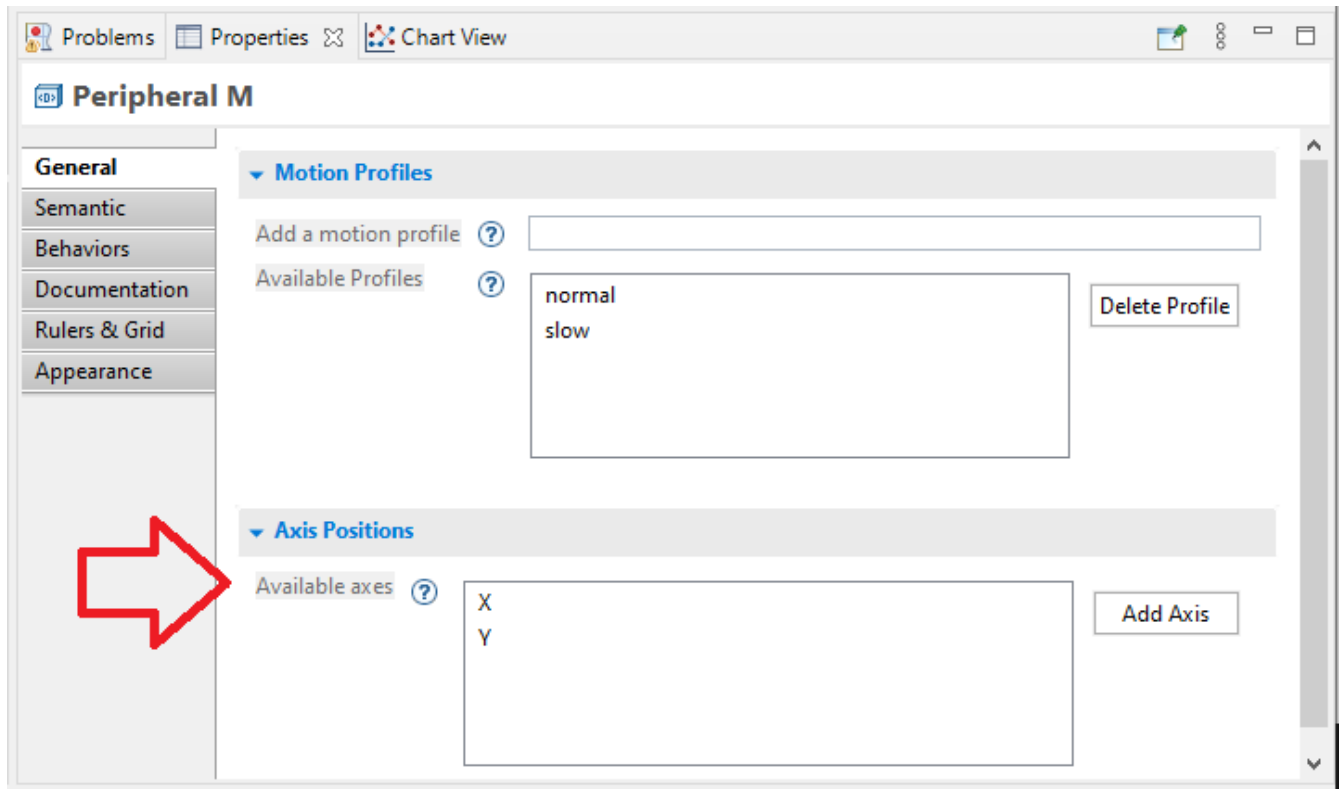 Problems Properties Chart View
Peripheral M
General
Semantic
Behaviors
Documentation
Rulers & Grid
Appearance
Motion Profiles
Add a motion profile ?
Available Profiles ?
normal
slow
Delete Profile
Axis Positions
Available axes ?
X
Y
Add Axis